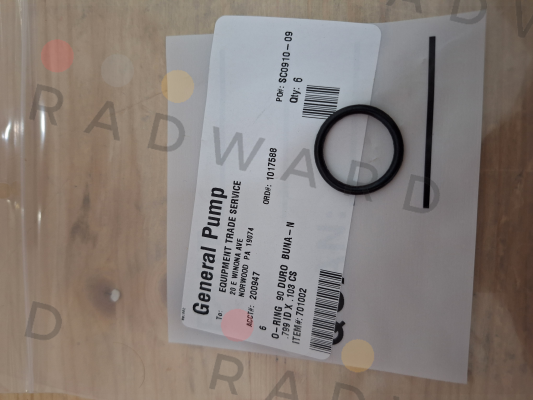 General Pump
To:
EQUIPMENT TRADE SERVICE
20 E WINONA AVE
NORWOOD PA 19074
ACCT#: 200947
ORD#: 1017588
PO#: SC0910-09
Qty: 6
6
O-RING 90 DURO BUNA-N
.799 ID X .103 CS
ITEM#: 701002
RADWARD
D
RADWARD